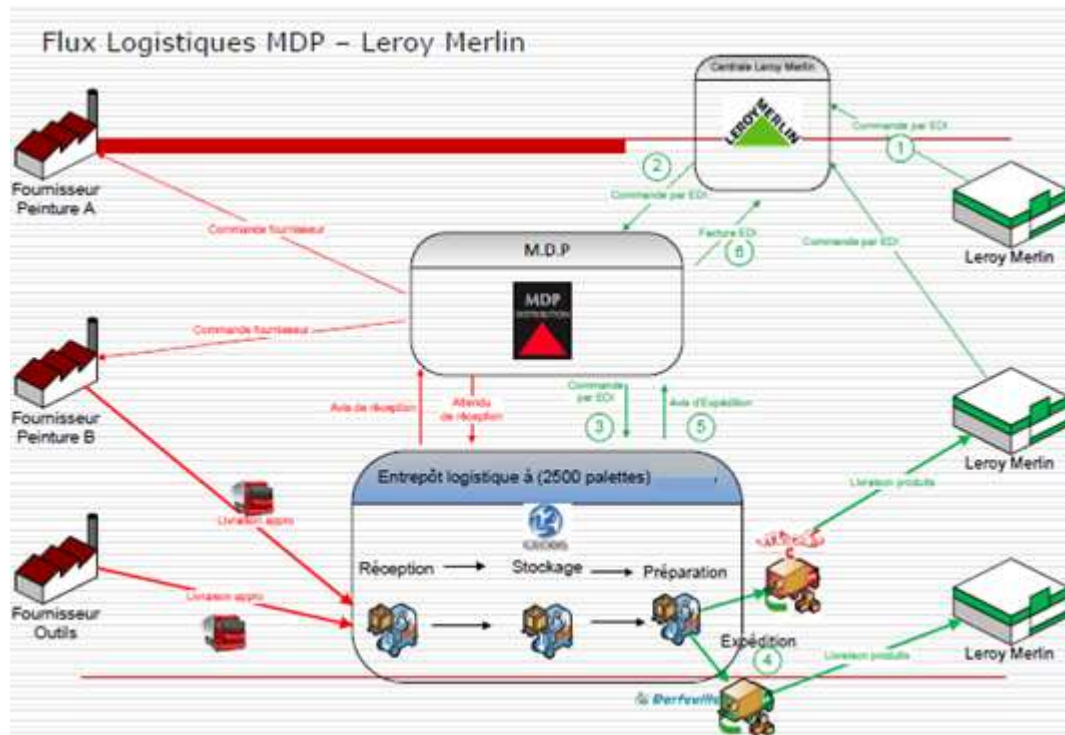 Flux Logistiques MDP – Leroy Merlin
Centrale Leroy Merlin
LEROY MERLIN
Commande par EDI
1
2
Commande par EDI
Fournisseur
Peinture A
Commande fournisseur
Facture EDI
6
Commande par EDI
Leroy Merlin
M.D.P
MDP
DISTRIBUTION
Commande fournisseur
Fournisseur
Peinture B
Avis de réception
Attendu
de réception
Commande
par EDI
3
Avis d'Expédition
5
Leroy Merlin
Entrepôt logistique à (2500 palettes)
GEODIS
Livraison appro
Livraison produits
Réception
Stockage
Préparation
Livraison appro
Fournisseur
Outils
Expédition
4
Livraison produits
Leroy Merlin